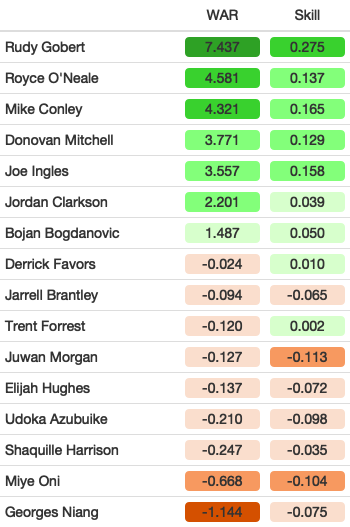 WAR Skill
Rudy Gobert 7.437 0.275
Royce O'Neale 4.581 0.137
Mike Conley 4.321 0.165
Donovan Mitchell 3.771 0.129
Joe Ingles 3.557 0.158
Jordan Clarkson 2.201 0.039
Bojan Bogdanovic 1.487 0.050
Derrick Favors -0.024 0.010
Jarrell Brantley -0.094 -0.065
Trent Forrest -0.120 0.002
Juwan Morgan -0.127 -0.113
Elijah Hughes -0.137 -0.072
Udoka Azubuike -0.210 -0.098
Shaquille Harrison -0.247 -0.035
Miye Oni -0.668 -0.104
Georges Niang -1.144 -0.075